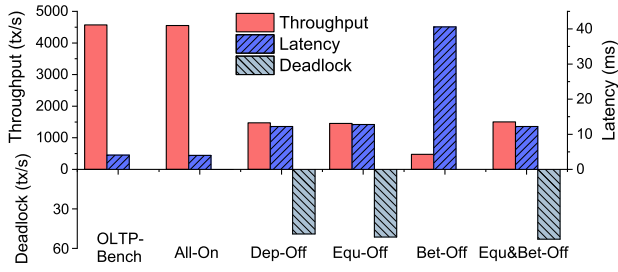 5000
4000
3000
2000
1000
0
30
60
Throughput (tx/s)
Deadlock (tx/s)
Throughput
Latency
Deadlock
40
30
20
10
0
Latency (ms)
OLTP-
Bench
All-On
Dep-Off
Equ-Off
Bet-Off
Equ&Bet-Off